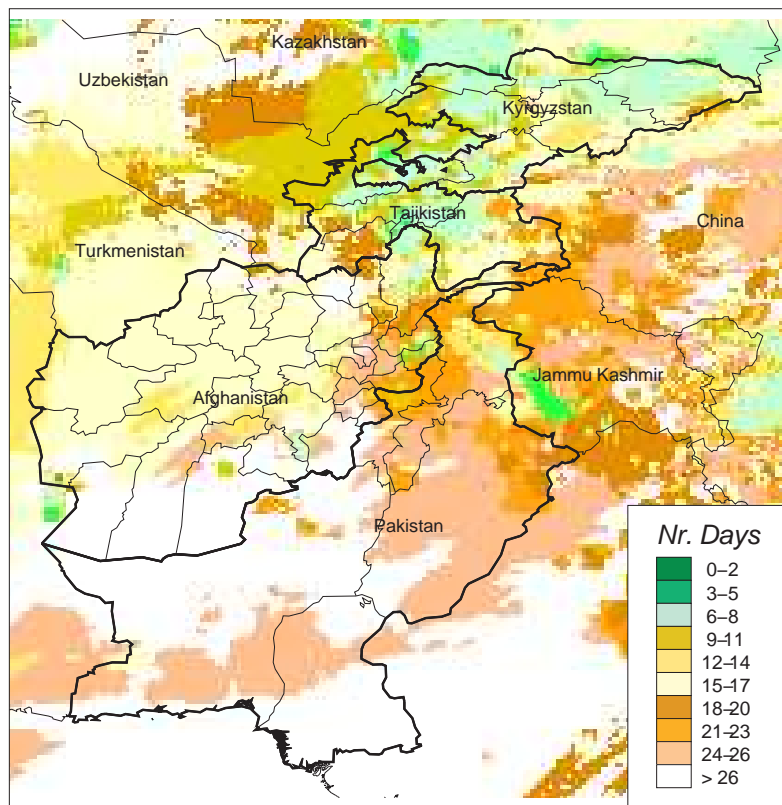 Kazakhstan
Uzbekistan
Kyrgyzstan
Tajikistan
China
Turkmenistan
Jammu Kashmir
Afghanistan
Pakistan
Nr. Days
0–2
3–5
6–8
9–11
12–14
15–17
18–20
21–23
24–26
> 26